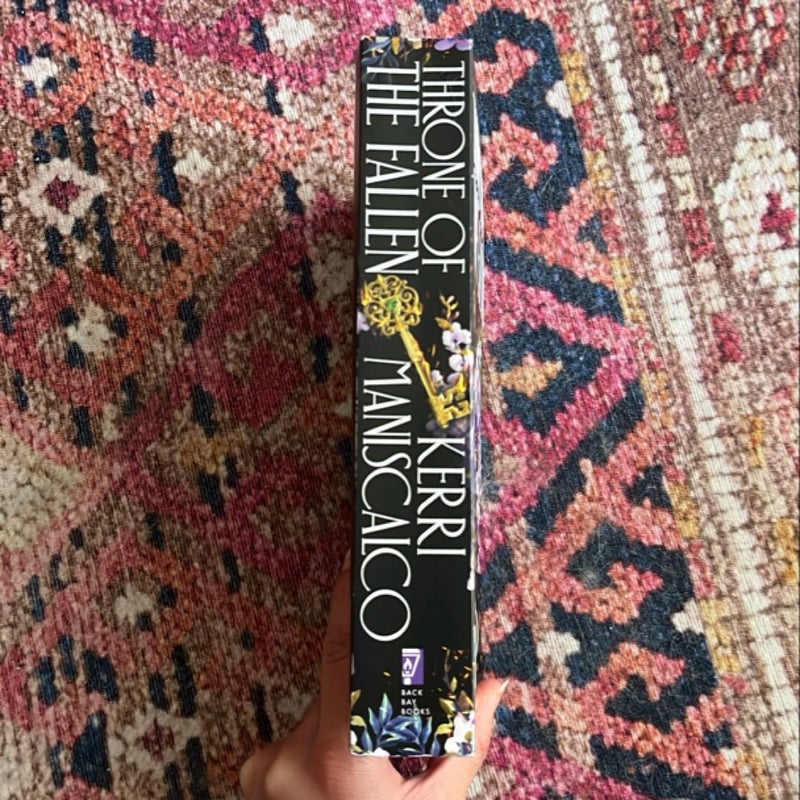 THRONE OF
THE FALLEN
KERRI
MANISCALCO
BACK
BAY
BOOKS